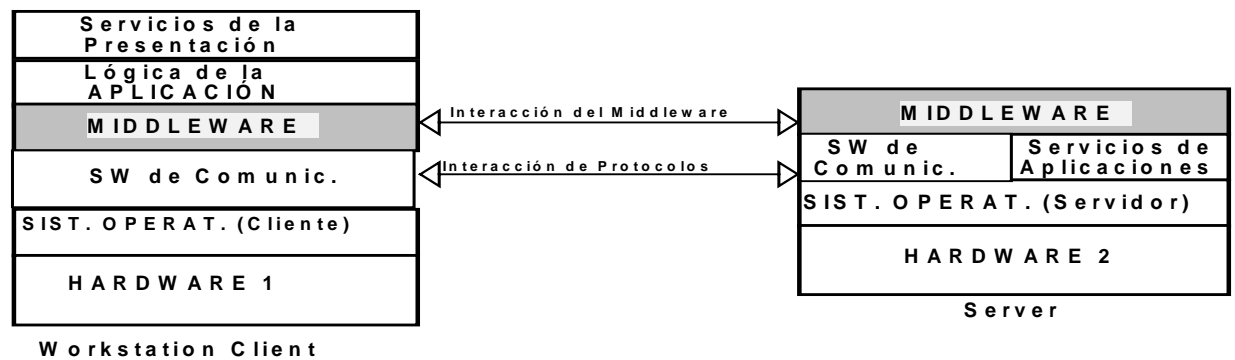 Servicios de la
Presentación
Lógica de la
APLICACIÓN
MIDDLEWARE
SW de Comunic.
SIST. OPERAT. (Cliente)
HARDWARE 1
Workstation Client
Interacción del Middleware
Interacción de Protocolos
MIDDLEWARE
SW de
Comunic.
Servicios de
Aplicaciones
SIST. OPERAT. (Servidor)
HARDWARE 2
Server